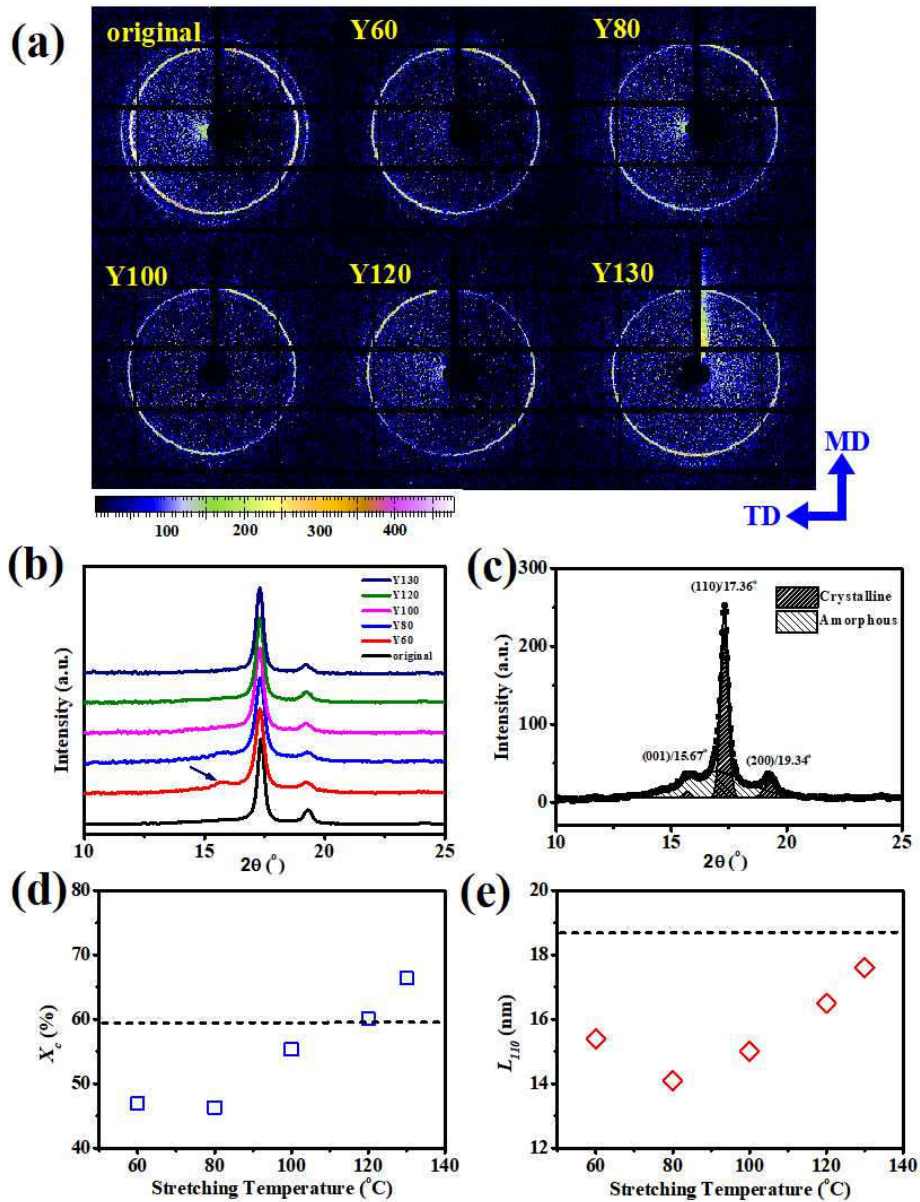 (a)
original
Y60
Y80
Y100
Y120
Y130
MD
TD
100 200 300 400
(b)
Intensity (a.u.)
Y130
Y120
Y100
Y80
Y60
original
10 15 20 25
2θ (°)
(c)
300
200
100
0
Intensity (a.u.)
(110)/17.36°
Crystalline
Amorphous
(001)/15.67°
(200)/19.34°
10 15 20 25
2θ (°)
(d)
80
70
60
50
40
Xc (%)
60 80 100 120 140
Stretching Temperature (°C)
(e)
20
18
16
14
12
L110 (nm)
60 80 100 120 140
Stretching Temperature (°C)